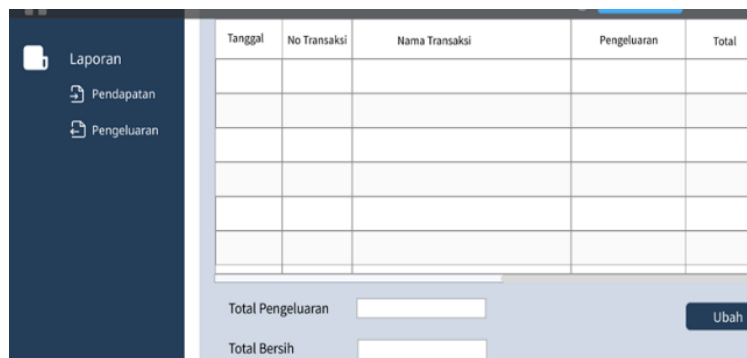 Laporan
Pendapatan
Pengeluaran
Tanggal No Transaksi Nama Transaksi Pengeluaran Total
Total Pengeluaran
Ubah
Total Bersih